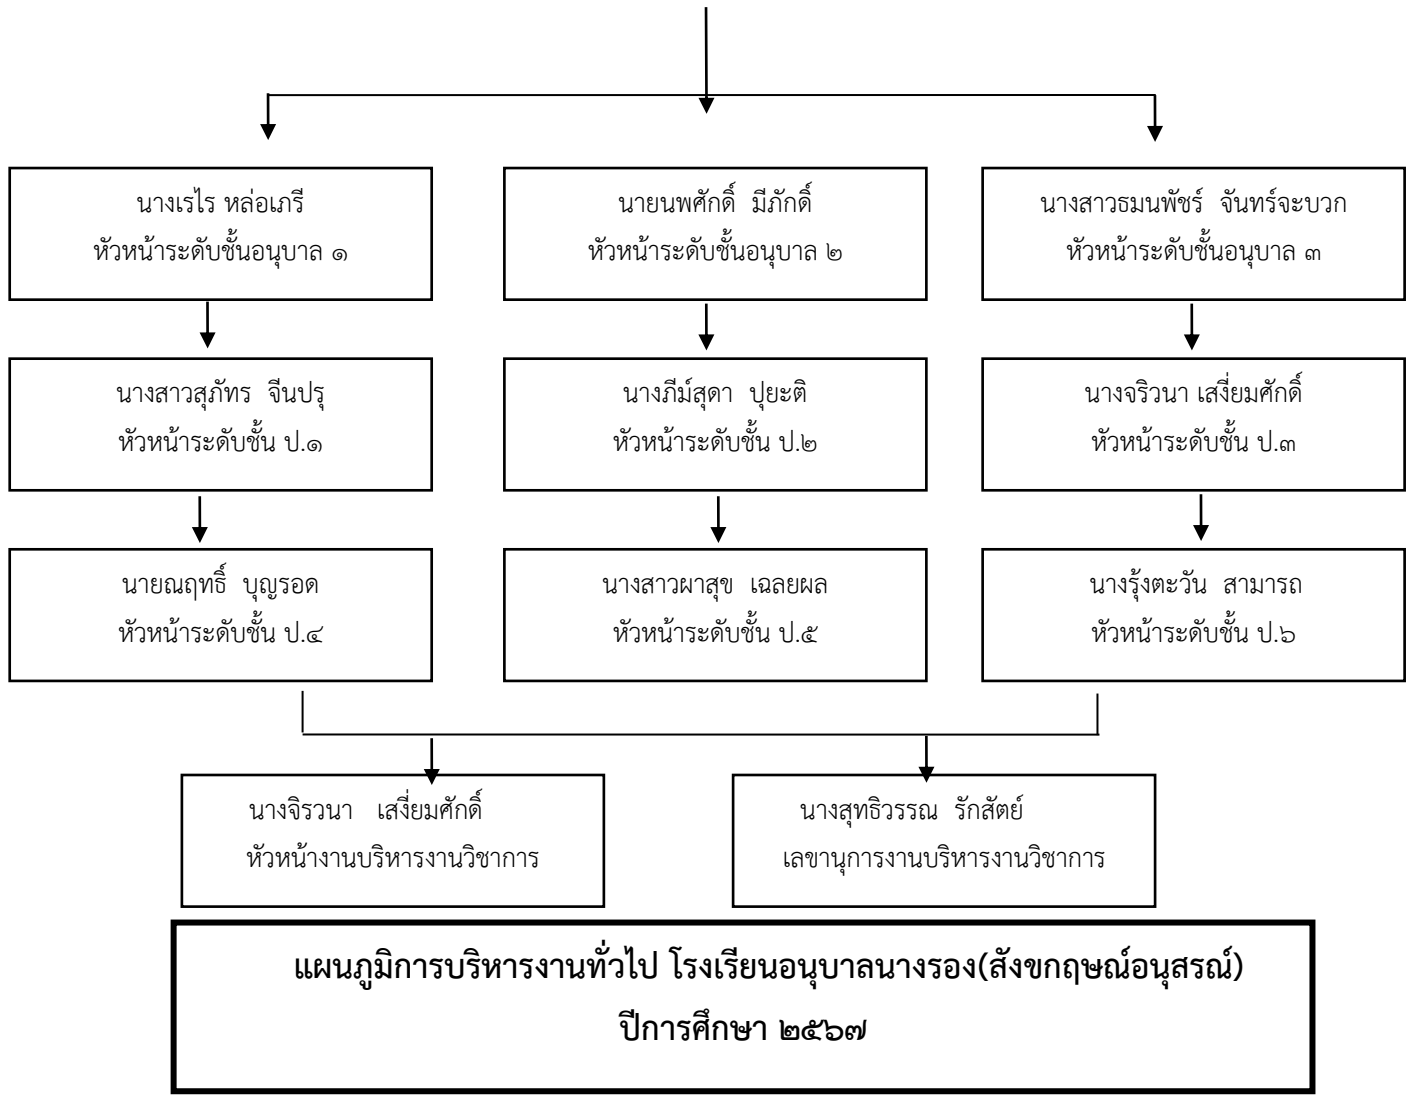 นางเรไร หล่อเภรี
หัวหน้าระดับชั้นอนุบาล ๑
นายนพศักดิ์ มีภักดิ์
หัวหน้าระดับชั้นอนุบาล ๒
นางสาวธมนพัชร์ จันทร์จะบวก
หัวหน้าระดับชั้นอนุบาล ๓
นางสาวสุภัทร จีนปรุ
หัวหน้าระดับชั้น ป.๑
นางภีม์สุดา ปุยะติ
หัวหน้าระดับชั้น ป.๒
นางจริวนา เสงี่ยมศักดิ์
หัวหน้าระดับชั้น ป.๓
นายณฤทธิ์ บุญรอด
หัวหน้าระดับชั้น ป.๔
นางสาวผาสุข เฉลยผล
หัวหน้าระดับชั้น ป.๕
นางรุ้งตะวัน สามารถ
หัวหน้าระดับชั้น ป.๖
นางจิรวนา เสงี่ยมศักดิ์
หัวหน้างานบริหารงานวิชาการ
นางสุทธิวรรณ รักสัตย์
เลขานุการงานบริหารงานวิชาการ
แผนภูมิการบริหารงานทั่วไป โรงเรียนอนุบาลนางรอง(สังขกฤษณ์อนุสรณ์)
ปีการศึกษา ๒๕๖๗